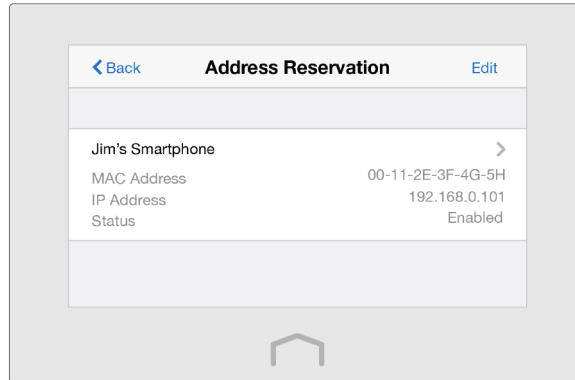 Back Address Reservation Edit
Jim's Smartphone
MAC Address 00-11-2E-3F-4G-5H
IP Address 192.168.0.101
Status Enabled